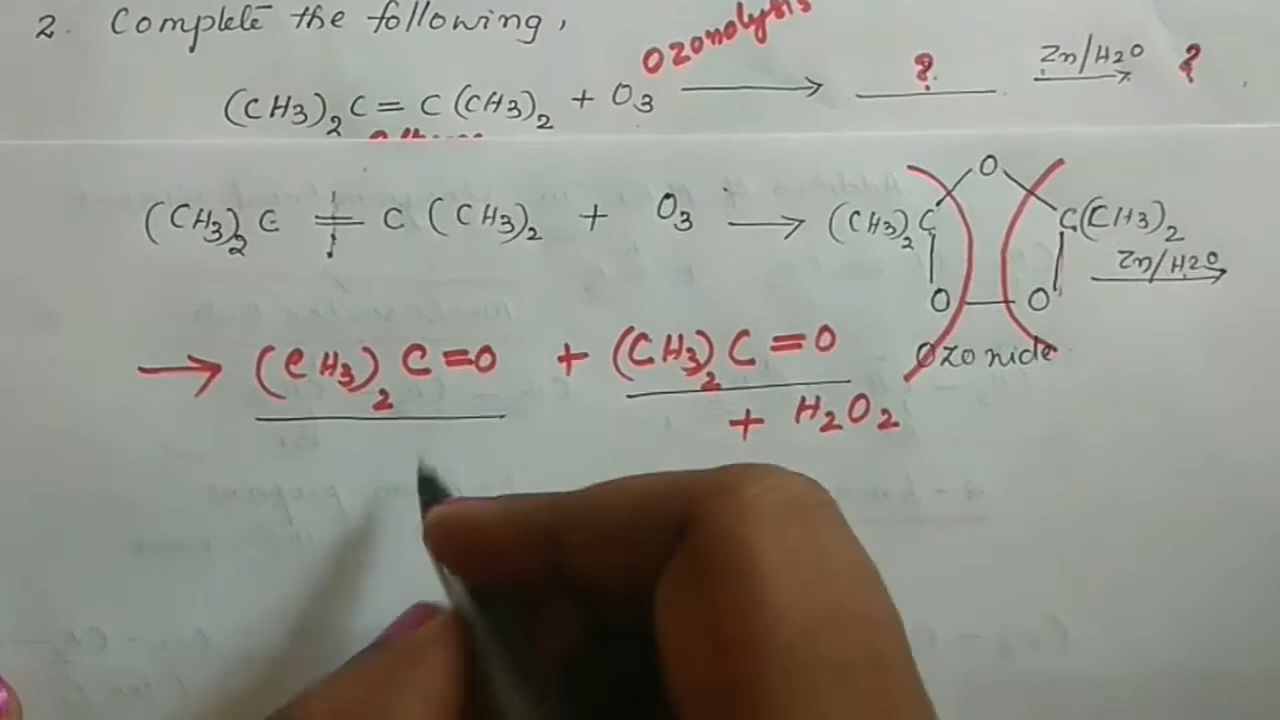 2. Complete the following,
Ozonolysis
(CH3)2C = C(CH3)2 + O3 → ? Zn/H2O → ?
(CH3)2C = C(CH3)2 + O3 → (CH3)2C O C(CH3)2 Zn/H2O →
O O
Ozonide
→ (CH3)2C=O + (CH3)2C=O
+ H2O2